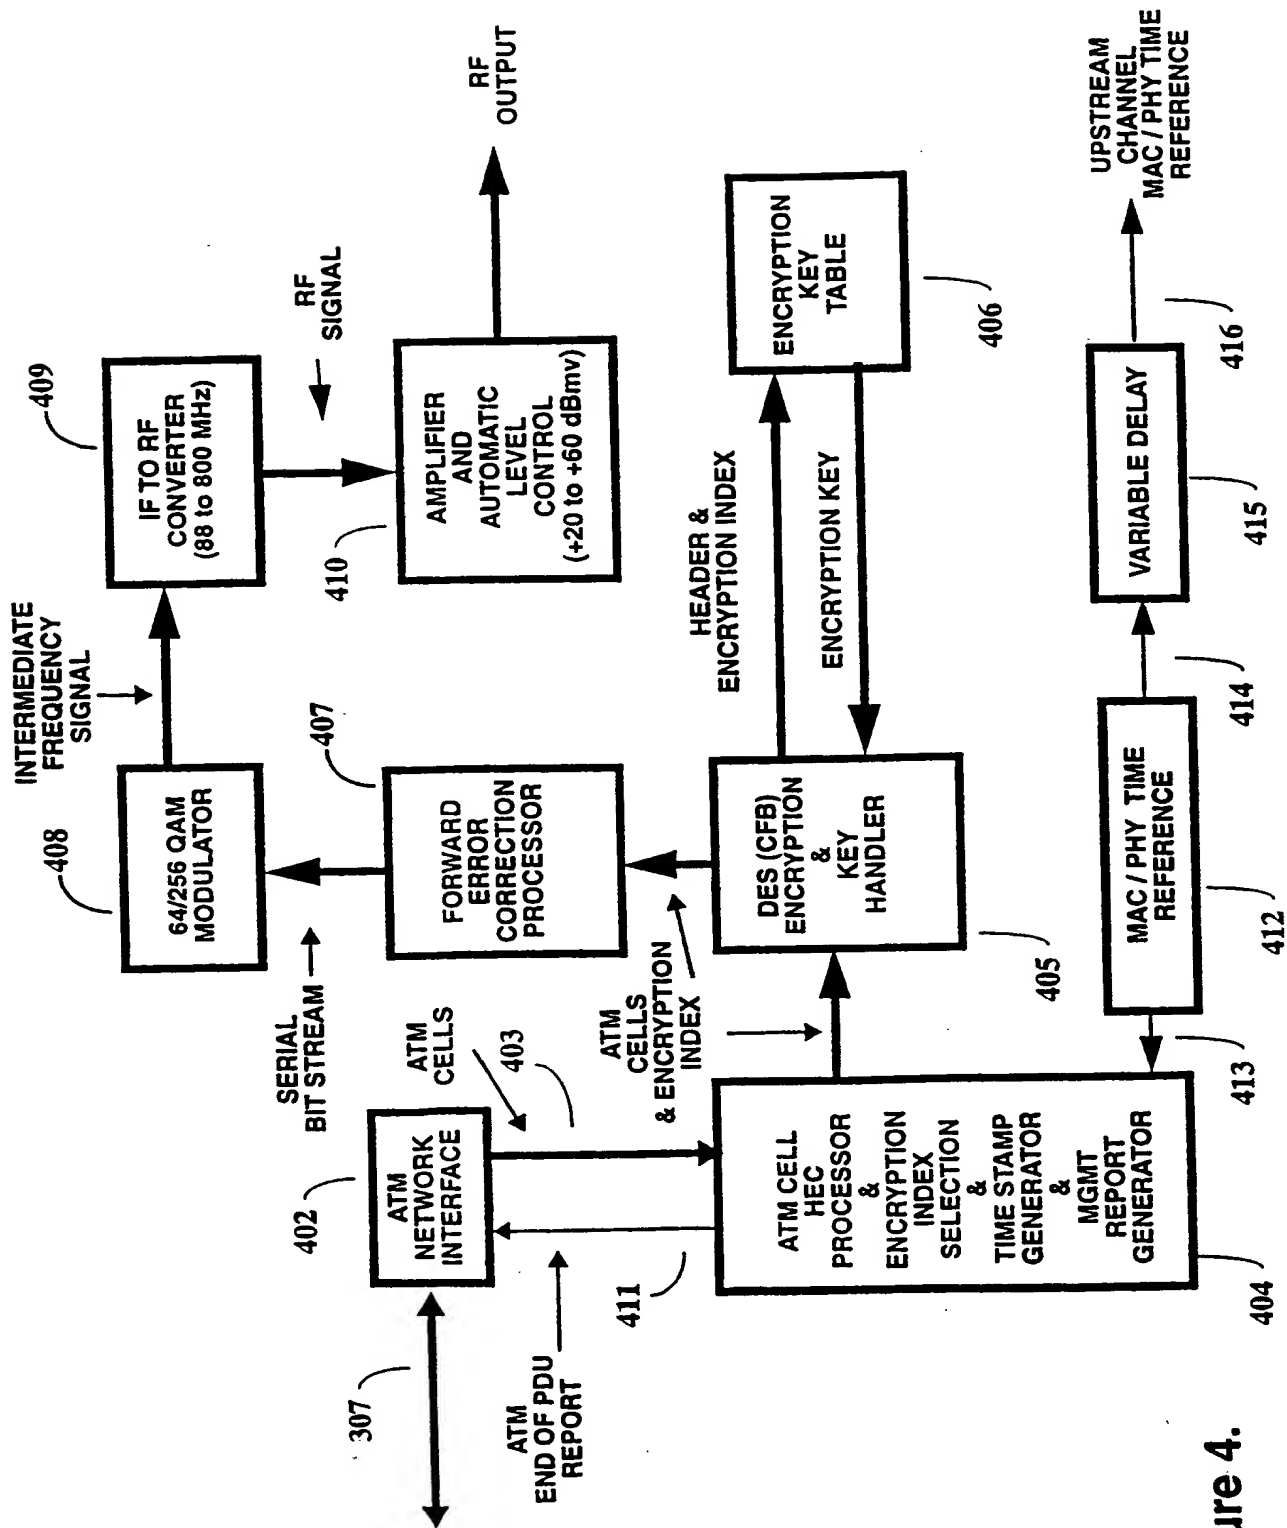 307
402
ATM
NETWORK
INTERFACE
ATM
END OF PDU
REPORT
411
ATM
CELLS
403
404
ATM CELL
HEC
PROCESSOR
&
ENCRYPTION
INDEX
SELECTION
&
TIME STAMP
GENERATOR
&
MGMT
REPORT
GENERATOR
ATM
CELLS
& ENCRYPTION
INDEX
405
DES (CFB)
ENCRYPTION
&
KEY
HANDLER
HEADER &
ENCRYPTION INDEX
ENCRYPTION KEY
ENCRYPTION
KEY
TABLE
406
407
FORWARD
ERROR
CORRECTION
PROCESSOR
SERIAL
BIT STREAM
408
64/256 QAM
MODULATOR
INTERMEDIATE
FREQUENCY
SIGNAL
409
IF TO RF
CONVERTER
(88 to 800 MHz)
RF
SIGNAL
410
AMPLIFIER
AND
AUTOMATIC
LEVEL
CONTROL
(+20 to +60 dBmv)
RF
OUTPUT
413
MAC / PHY TIME
REFERENCE
412
414
VARIABLE DELAY
415
416
UPSTREAM
CHANNEL
MAC / PHY TIME
REFERENCE
ure 4.